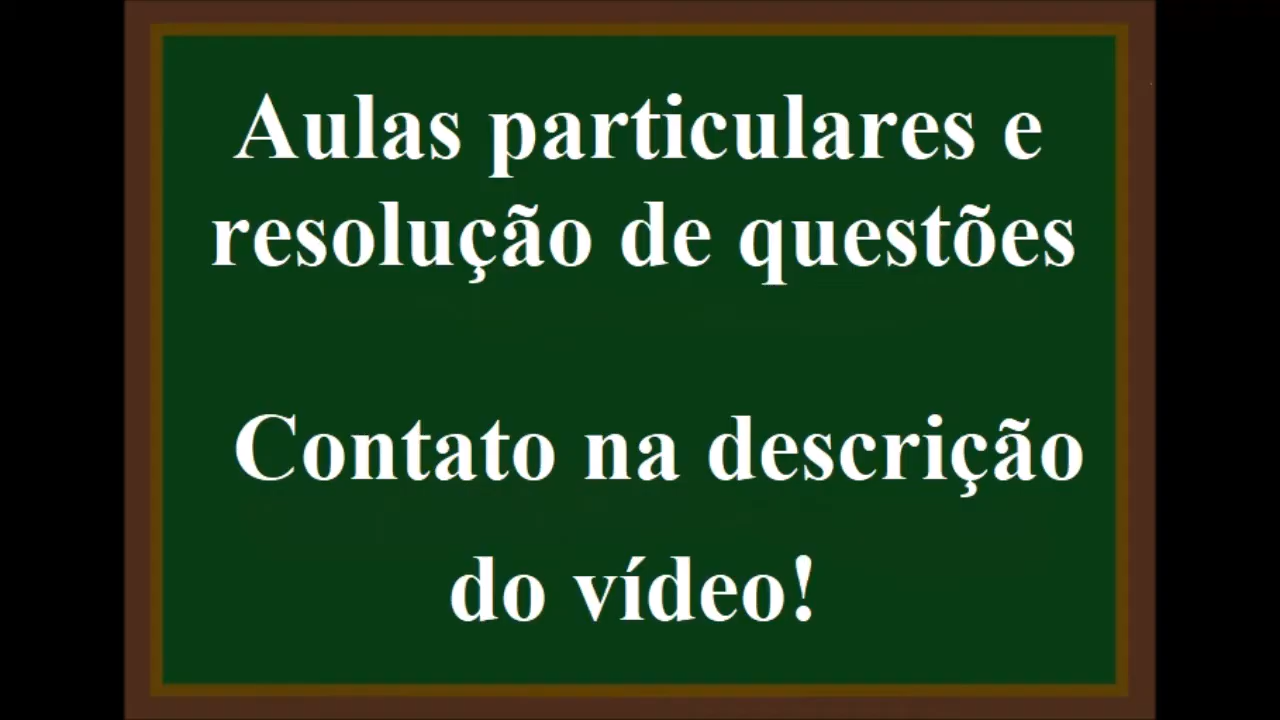 Aulas particulares e
resolução de questões
Contato na descrição
do vídeo!